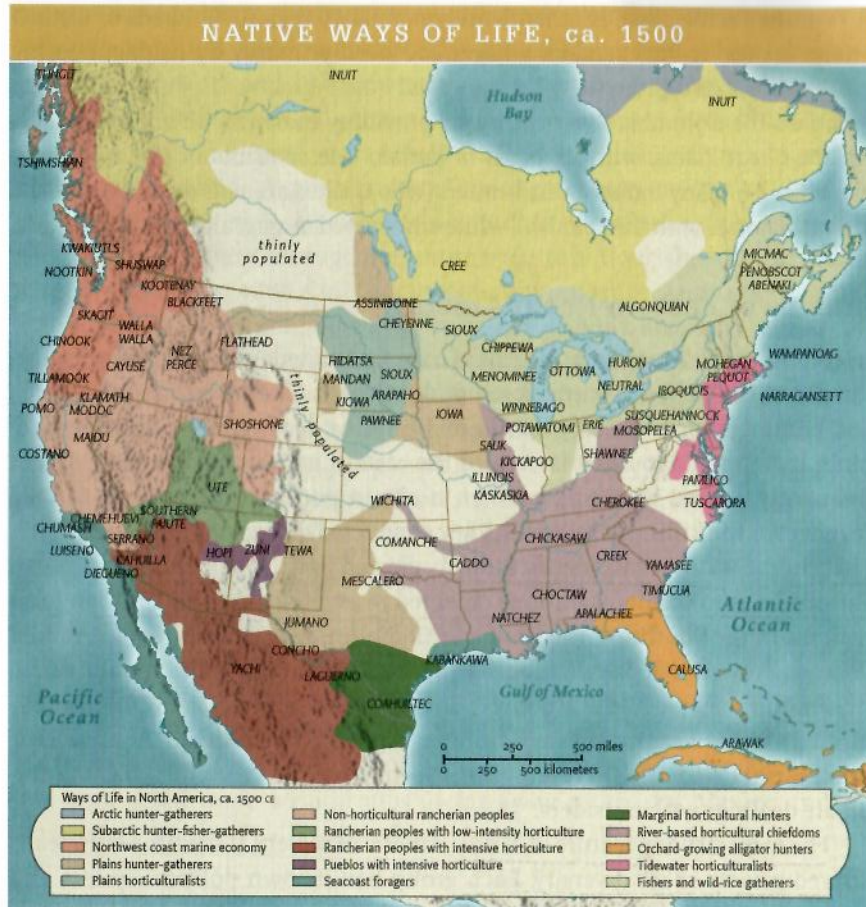 NATIVE WAYS OF LIFE, ca. 1500
TLINGIT
INUIT
Hudson
Bay
INUIT
TSHIMSHIAN
KWAKIUTLS
NOOTKIN
SHUSWAP
KOOTENAY
BLACKFEET
thinly
populated
CREE
ASSINIBOINE
ALGONQUIAN
MICMAC
PENOBSCOT
ABENAKI
SKAGIT
CHINOOK
WALLA
WALLA
CAYUSE
NEZ
PERCE
FLATHEAD
CHEYENNE
SIOUX
Superior
CHIPPEWA
HIDATSA
MANDAN
SIOUX
MENOMINEE
OTTOWA
HURON
NEUTRAL
IROQUOIS
MOHEGAN
PEQUOT
WAMPANOAG
NARRAGANSETT
TILLAMOOK
KLAMATH
MODOC
POMO
MAIDU
COSTANO
SHOSHONE
thinly
populated
KIOWA
ARAPAHO
PAWNEE
IOWA
WINNEBAGO
POTAWATOMI
ERIE
SUSQUEHANNOCK
MOSOPELEA
SAUK
KICKAPOO
SHAWNEE
ILLINOIS
KASKASKIA
PAMLICO
TUSCARORA
UTE
WICHITA
CHEROKEE
CHEMEHUEVI
SOUTHERN
PAIUTE
CHUMASH
SERRANO
LUISENO
CAHUILLA
DIEGUENO
HOPI
ZUNI
TEWA
COMANCHE
CADDO
CHICKASAW
CREEK
YAMASEE
MESCALERO
CHOCTAW
TIMUCUA
NATCHEZ
APALACHEE
JUMANO
CONCHO
YACHI
LAGUERNO
KABANKAWA
COAHUILTEC
CALUSA
Atlantic
Ocean
Pacific
Ocean
Gulf of Mexico
ARAWAK
0 250 500 miles
0 250 500 kilometers
Ways of Life in North America, ca. 1500 CE
Arctic hunter-gatherers
Subarctic hunter-fisher-gatherers
Northwest coast marine economy
Plains hunter-gatherers
Plains horticulturalists
Non-horticultural rancherian peoples
Rancherian peoples with low-intensity horticulture
Rancherian peoples with intensive horticulture
Pueblos with intensive horticulture
Seacoast foragers
Marginal horticultural hunters
River-based horticultural chiefdoms
Orchard-growing alligator hunters
Tidewater horticulturalists
Fishers and wild-rice gatherers